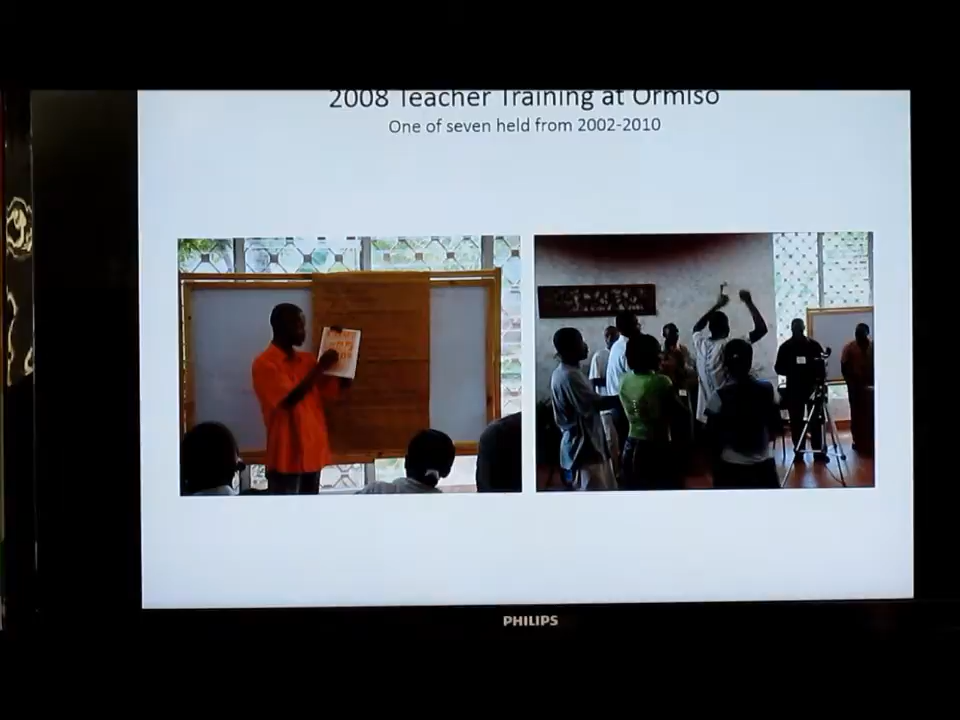 2008 Teacher Training at Ormiso
One of seven held from 2002-2010
PHILIPS